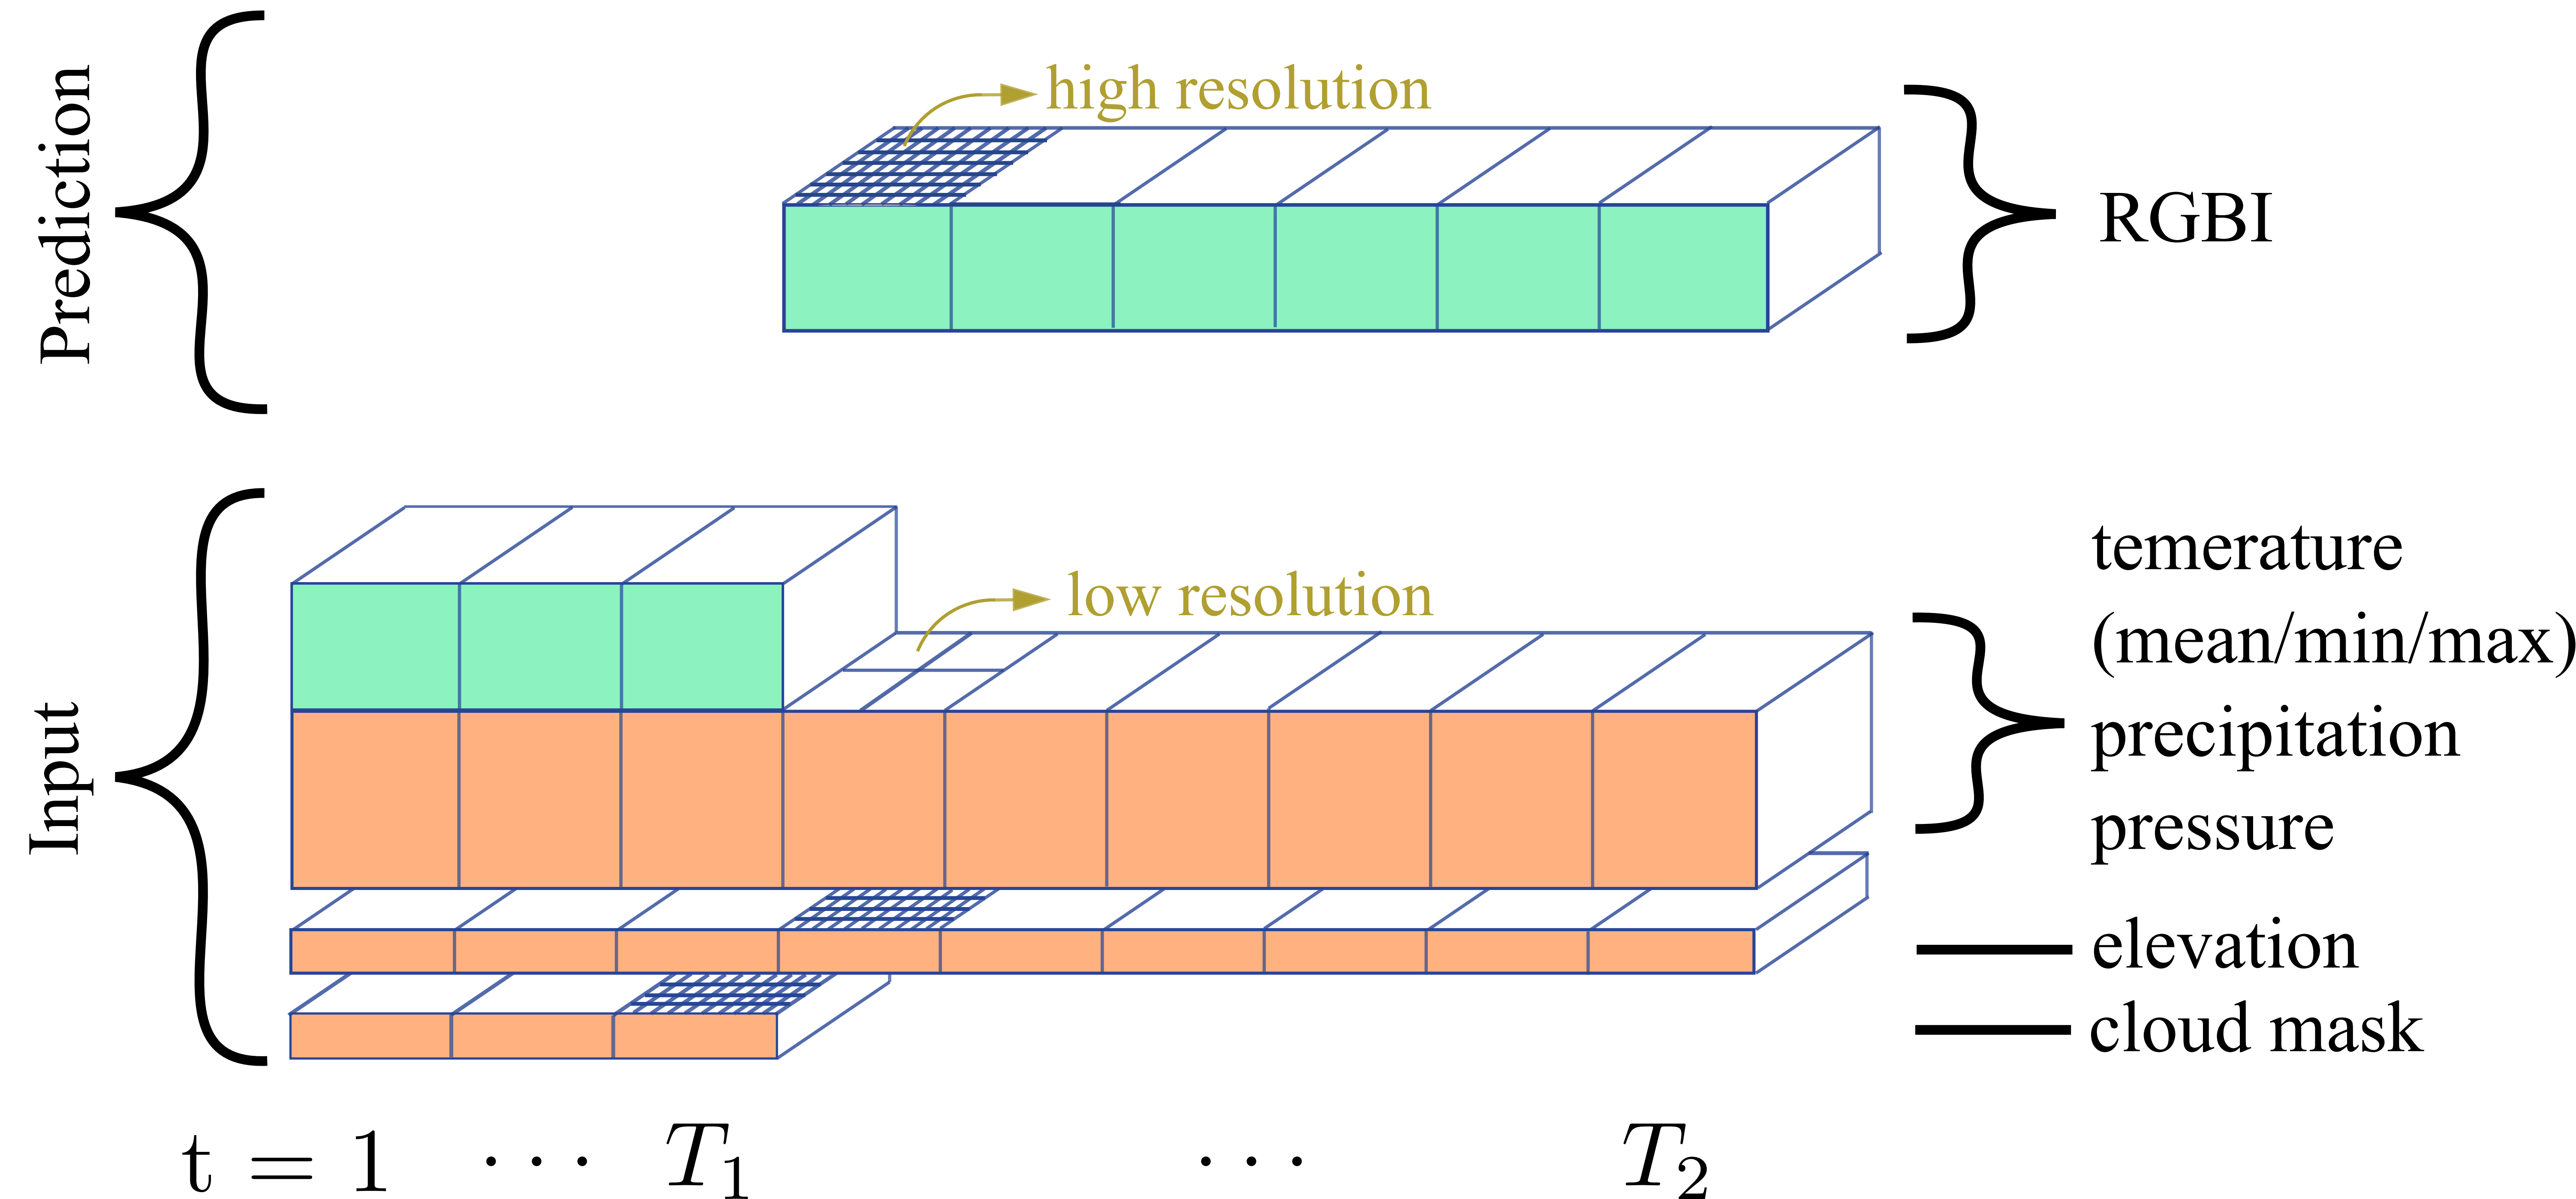 Prediction
high resolution
RGBI
Input
low resolution
temerature
(mean/min/max)
precipitation
pressure
elevation
cloud mask
t = 1 ··· T₁ ··· T₂